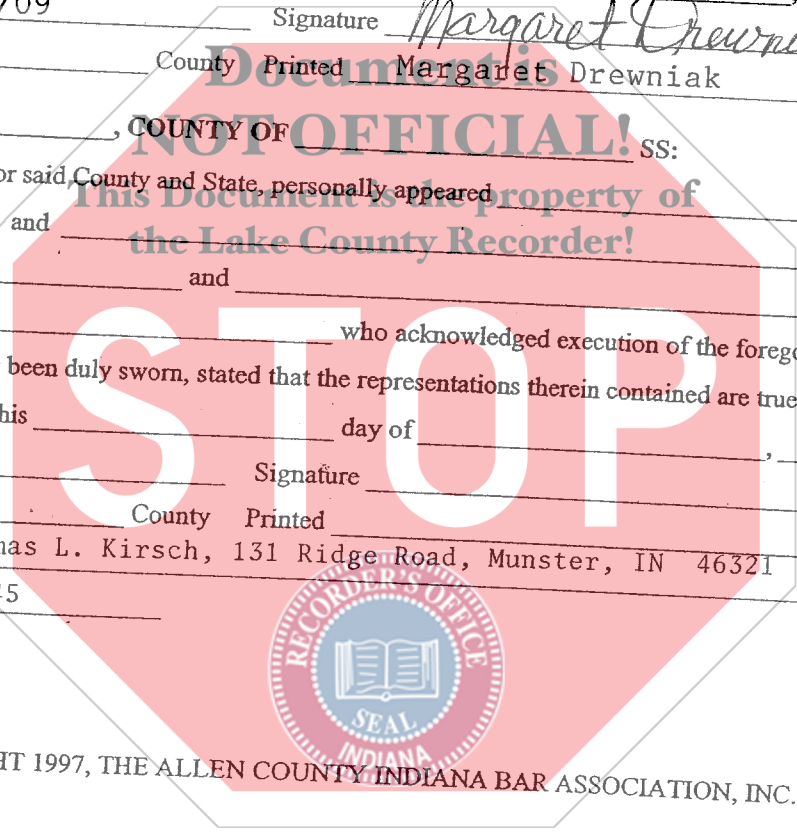 /09
Signature Margaret Drewni
County Printed Margaret Drewniak
Document is
, COUNTY OF SS:
NOT OFFICIAL!
or said County and State, personally appeared
This Document is the property of
and
the Lake County Recorder!
and
who acknowledged execution of the forego
been duly sworn, stated that the representations therein contained are true
his day of ,
STOP
Signature
County Printed
nas L. Kirsch, 131 Ridge Road, Munster, IN 46321
45
RECORDER'S OFFICE
SEAL
INDIANA
HT 1997, THE ALLEN COUNTY INDIANA BAR ASSOCIATION, INC.